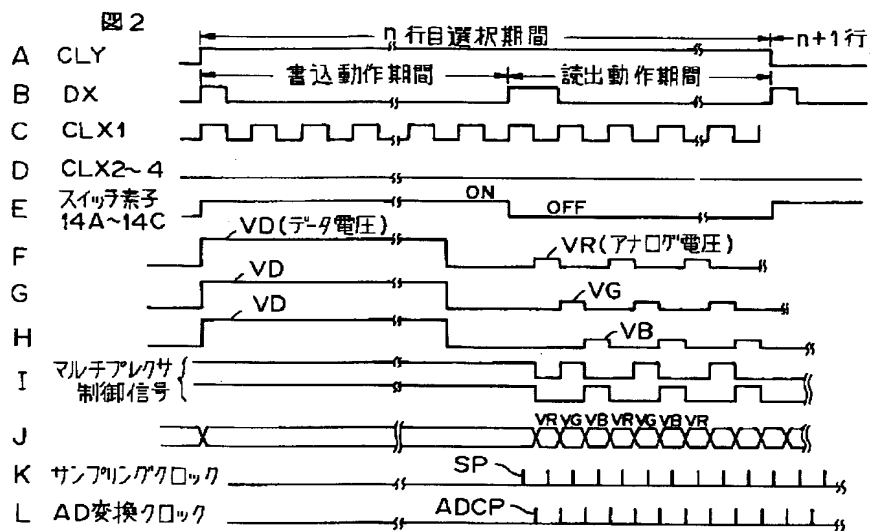 図2
n行目選択期間
n+1行
A CLY
書込動作期間
読出動作期間
B DX
C CLX1
D CLX2~4
E スイッチ素子
14A~14C
ON
OFF
F
VD(データ電圧)
VR(アナログ電圧)
G
VD
VG
H
VD
VB
I マルチプレクサ
制御信号
J
VR VG VB VR VG VB VR
K サンプリングクロック
SP
L AD変換クロック
ADCP